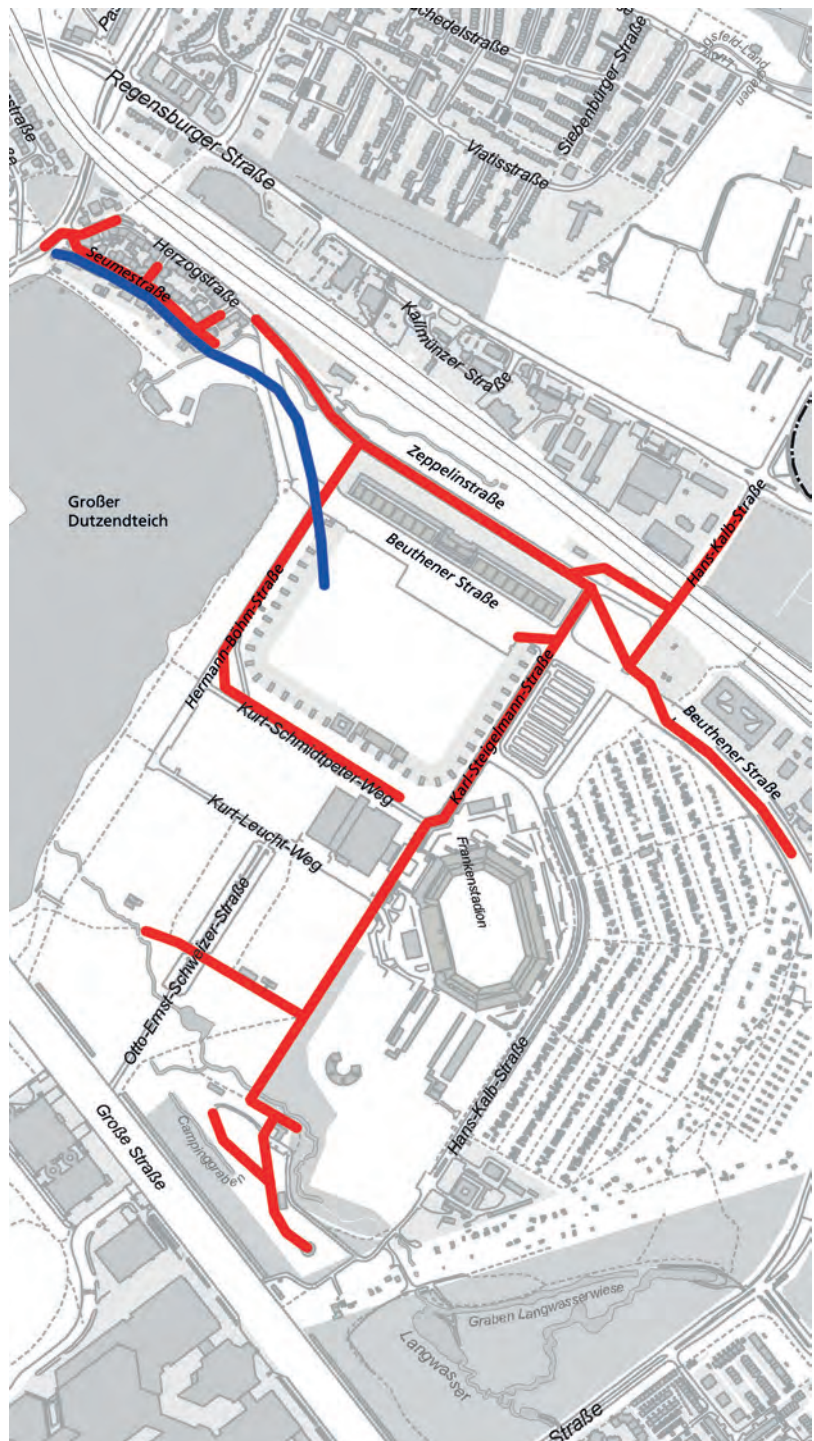 Schedelstraße
Regensburger Straße
Siebenbürger Straße
Viatisstraße
Seumestraße
Herzogstraße
Kallmünzer-Straße
Zeppelinstraße
Hans-Kalb-Straße
Großer
Dutzendteich
Beuthener Straße
Hermann-Böhm-Straße
Karl-Steigelmann-Straße
Kurt-Schmidtpeter-Weg
Beuthener Straße
Kurt-Leucht-Weg
Frankenstadion
Otto-Ernst-Schweizer-Straße
Hans-Kalb-Straße
Große Straße
Graben Langwasserwiese
Langwasser
Straße